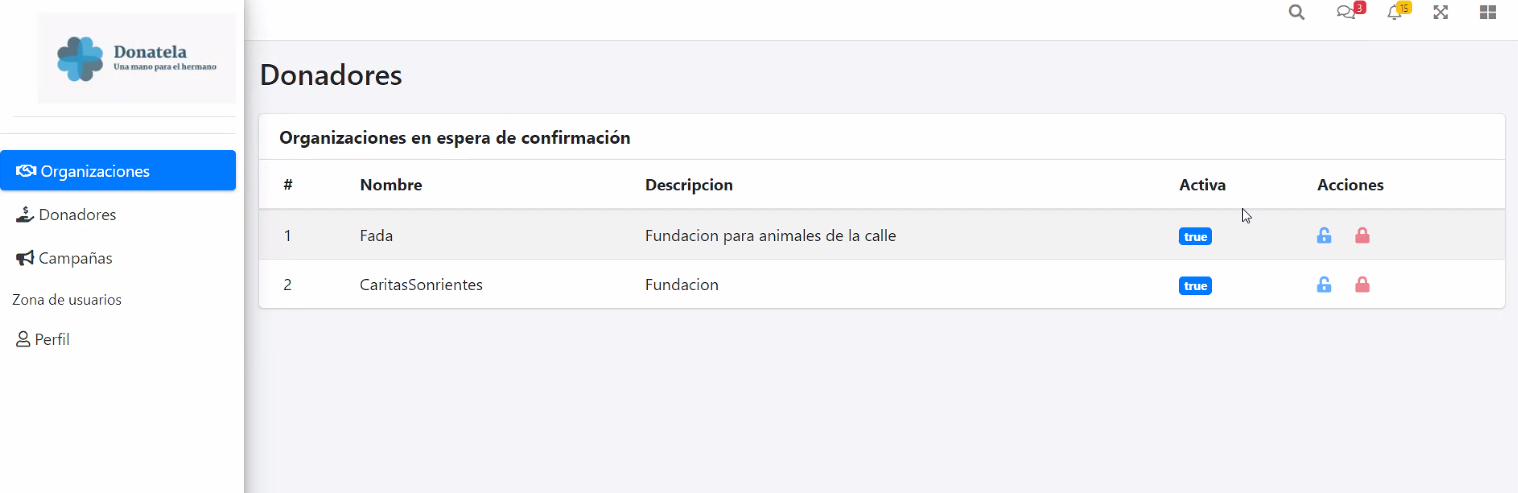 Donatela
Una mano para el hermano
3
15
Donadores
Organizaciones en espera de confirmación
# Nombre Descripcion Activa Acciones
1 Fada Fundacion para animales de la calle true
2 CaritasSonrientes Fundacion true
Organizaciones
Donadores
Campañas
Zona de usuarios
Perfil